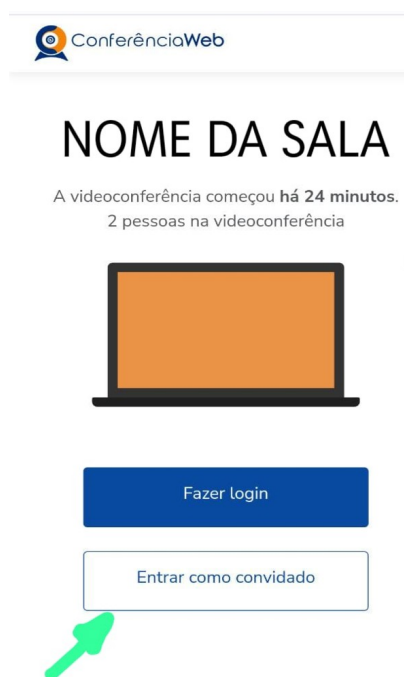 ConferênciaWeb
NOME DA SALA
A videoconferência começou há 24 minutos.
2 pessoas na videoconferência
Fazer login
Entrar como convidado